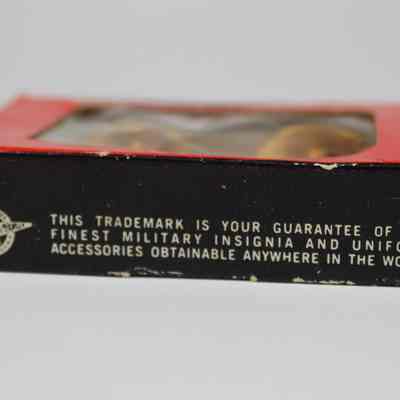 THIS TRADEMARK IS YOUR GUARANTEE OF
FINEST MILITARY INSIGNIA AND UNIFO
ACCESSORIES OBTAINABLE ANYWHERE IN THE WO